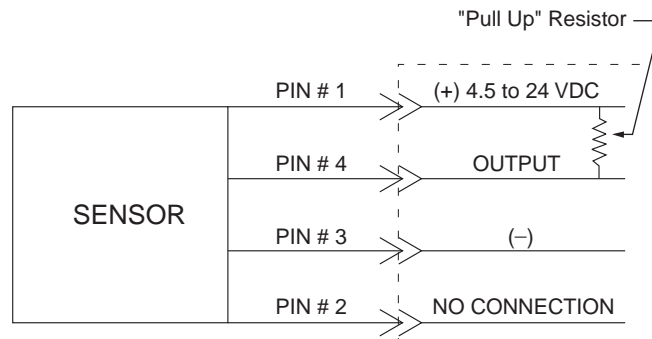 "Pull Up" Resistor
PIN # 1
(+) 4.5 to 24 VDC
PIN # 4
OUTPUT
SENSOR
PIN # 3
(–)
PIN # 2
NO CONNECTION